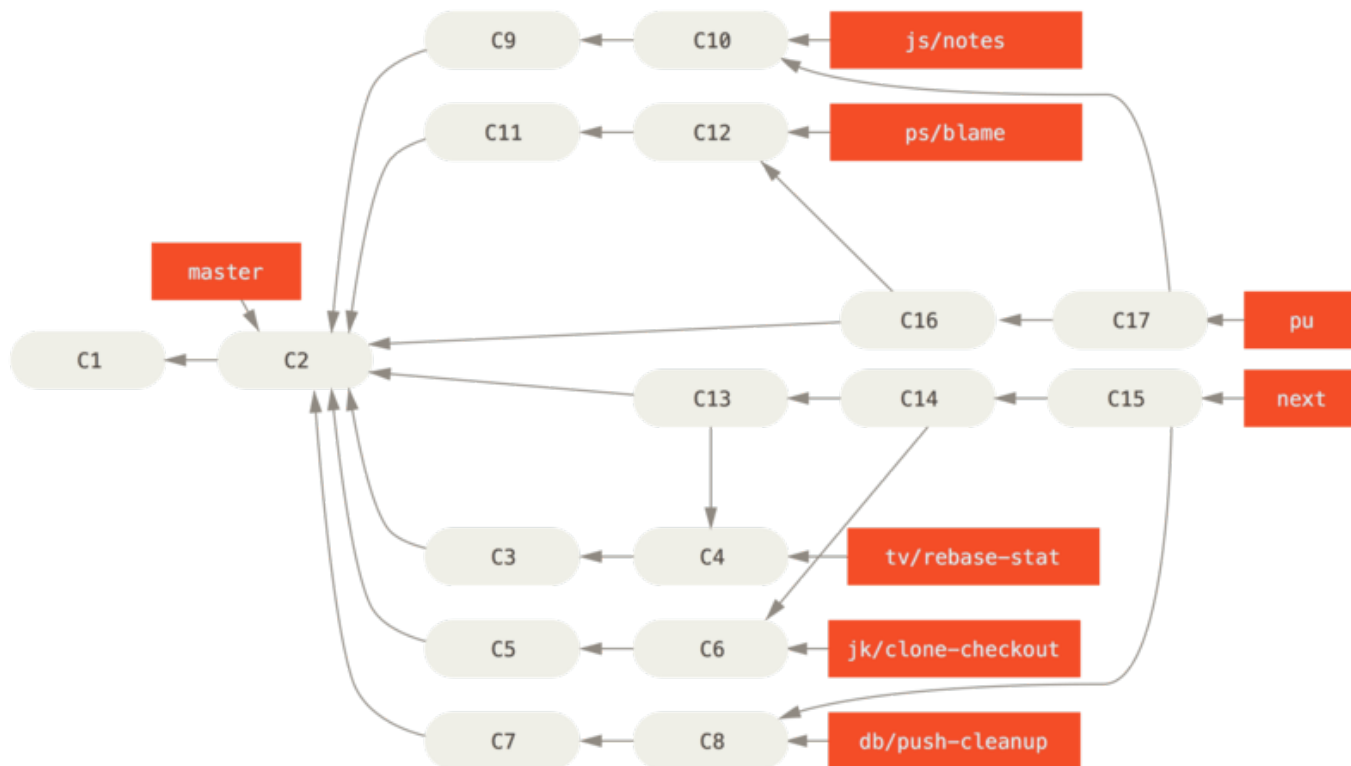 C9
C10
js/notes
C11
C12
ps/blame
master
C16
C17
pu
C1
C2
C13
C14
C15
next
C3
C4
tv/rebase-stat
C5
C6
jk/clone-checkout
C7
C8
db/push-cleanup